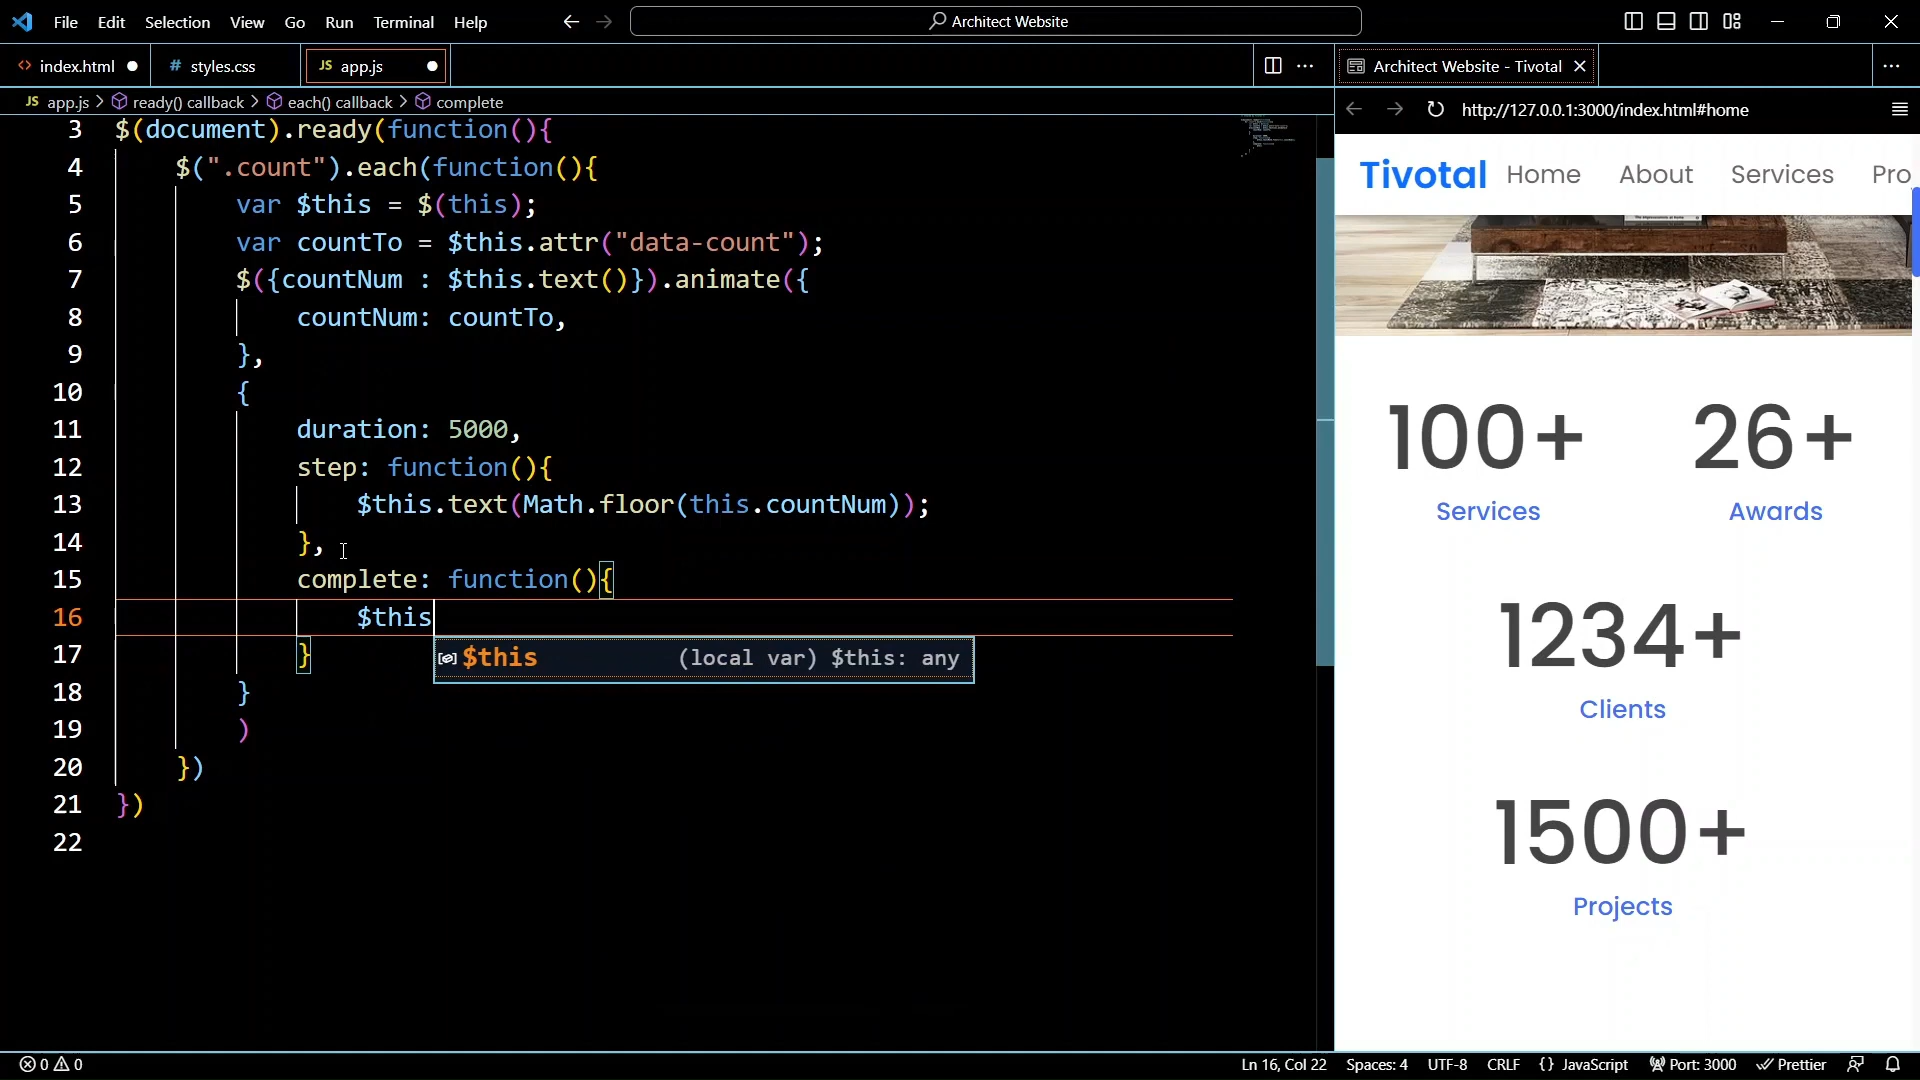 File Edit Selection View Go Run Terminal Help Architect Website
index.html styles.css JS app.js Architect Website - Tivotal
JS app.js > ready() callback > each() callback > complete
http://127.0.0.1:3000/index.html#home
3 $(document).ready(function(){
4 $(".count").each(function(){
5 var $this = $(this);
6 var countTo = $this.attr("data-count");
7 $({countNum : $this.text()}).animate({
8 countNum: countTo,
9 },
10 {
11 duration: 5000,
12 step: function(){
13 $this.text(Math.floor(this.countNum));
14 },
15 complete: function(){
16 $this
$this (local var) $this: any
17 }
18 }
19 )
20 })
21 })
22
Tivotal Home About Services Pro
100+ 26+
Services Awards
1234+
Clients
1500+
Projects
0 0 Ln 16, Col 22 Spaces: 4 UTF-8 CRLF {} JavaScript Port: 3000 Prettier